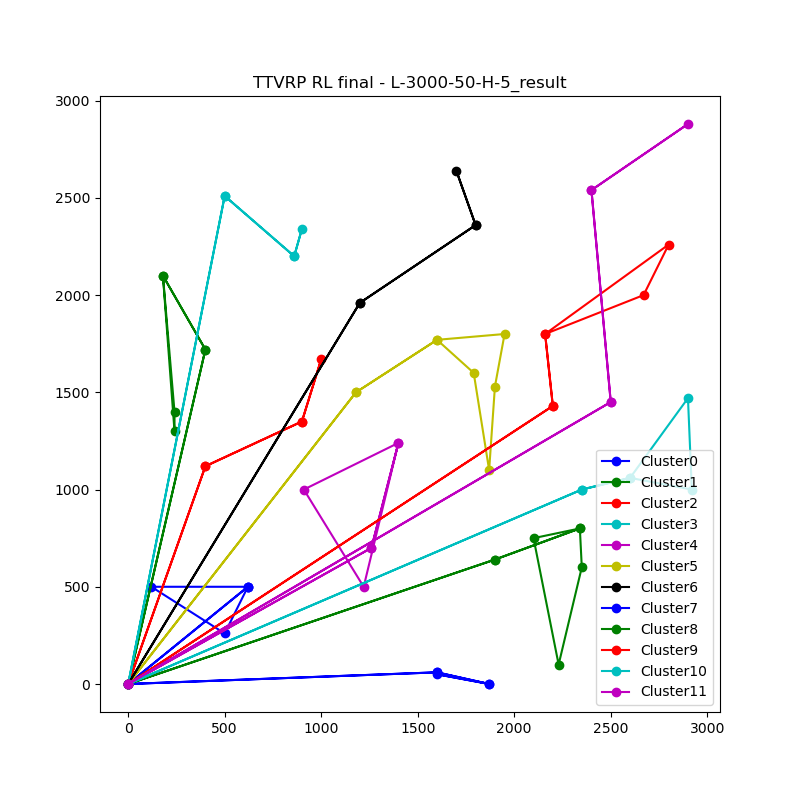 TTVRP RL final - L-3000-50-H-5_result
3000
2500
2000
1500
1000
500
0
0 500 1000 1500 2000 2500 3000
Cluster0
Cluster1
Cluster2
Cluster3
Cluster4
Cluster5
Cluster6
Cluster7
Cluster8
Cluster9
Cluster10
Cluster11